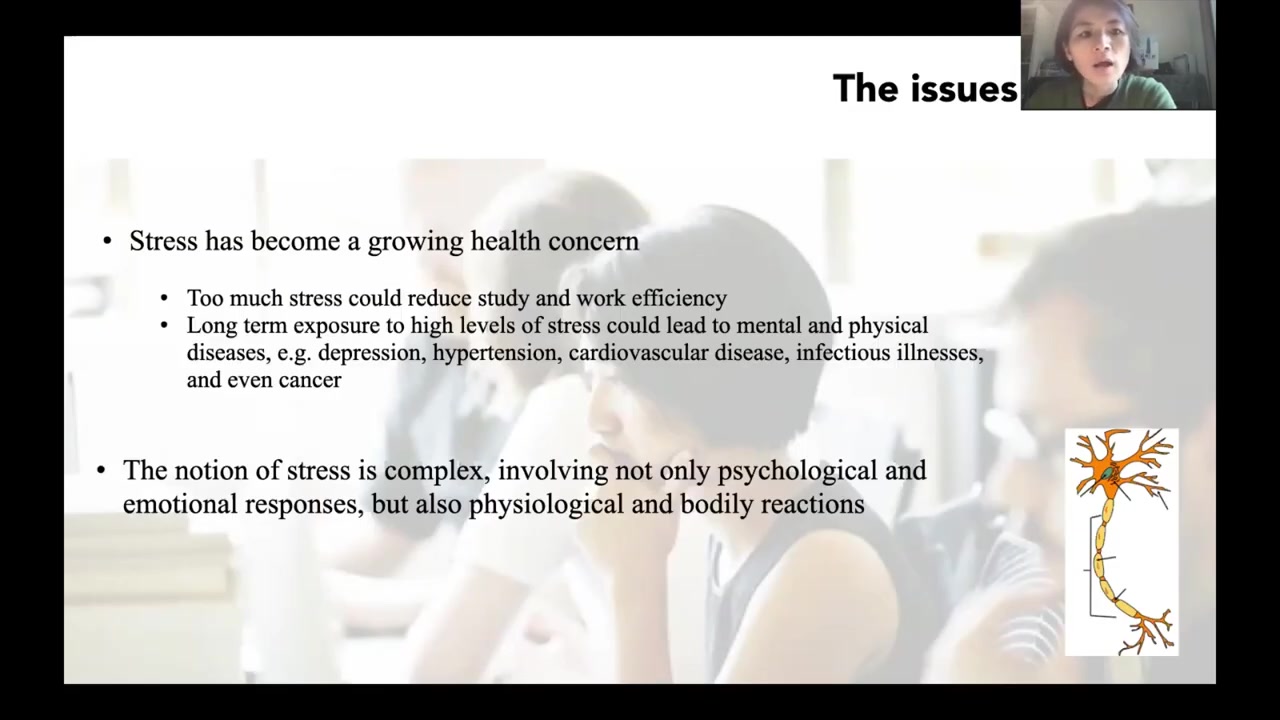 The issues
• Stress has become a growing health concern
• Too much stress could reduce study and work efficiency
• Long term exposure to high levels of stress could lead to mental and physical
diseases, e.g. depression, hypertension, cardiovascular disease, infectious illnesses,
and even cancer
• The notion of stress is complex, involving not only psychological and
emotional responses, but also physiological and bodily reactions